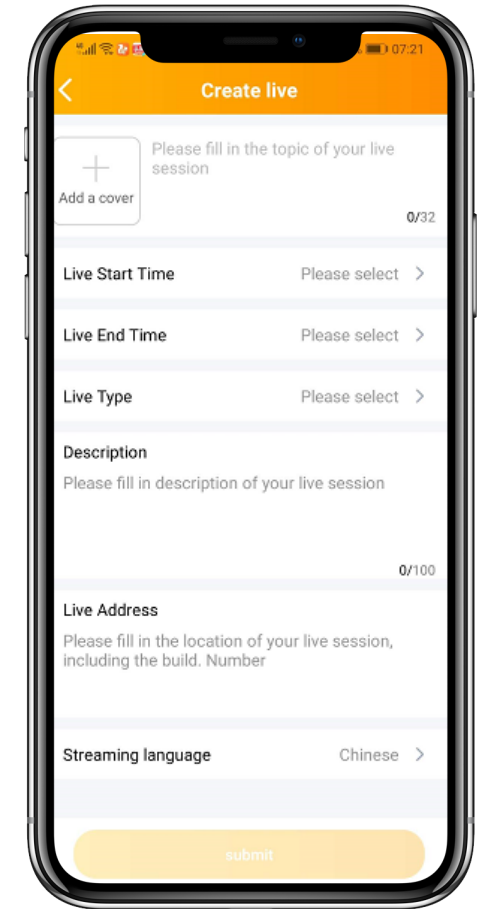 07:21
Create live
Please fill in the topic of your live
session
Add a cover
0/32
Live Start Time Please select
Live End Time Please select
Live Type Please select
Description
Please fill in description of your live session
0/100
Live Address
Please fill in the location of your live session,
including the build. Number
Streaming language Chinese
submit